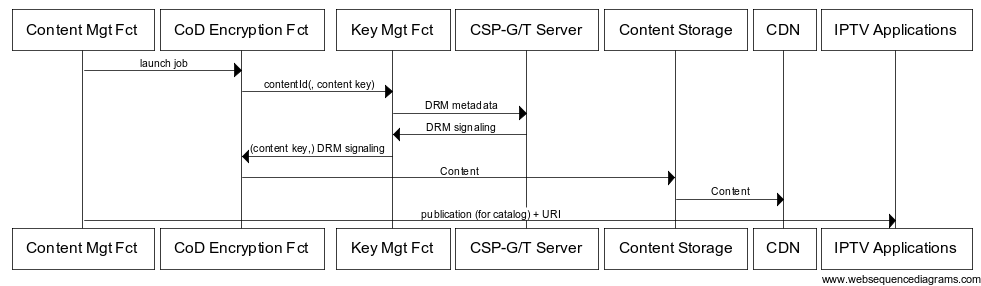 Content Mgt Fct
CoD Encryption Fct
Key Mgt Fct
CSP-G/T Server
Content Storage
CDN
IPTV Applications
launch job
contentId(, content key)
DRM metadata
DRM signaling
(content key,) DRM signaling
Content
Content
publication (for catalog) + URI
Content Mgt Fct
CoD Encryption Fct
Key Mgt Fct
CSP-G/T Server
Content Storage
CDN
IPTV Applications
www.websequencediagrams.com